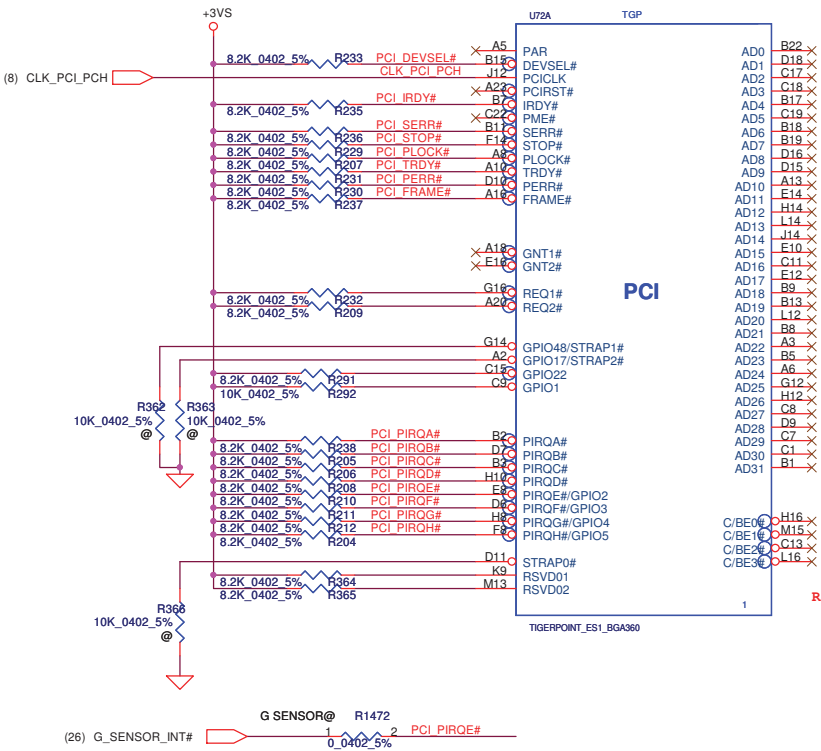 +3VS
U72A TGP
A5 PAR AD0 B22
8.2K_0402_5% R233 PCI_DEVSEL# B15 DEVSEL# AD1 D18
(8) CLK_PCI_PCH CLK_PCI_PCH J12 PCICLK AD2 C17
A23 PCIRST# AD3 C18
8.2K_0402_5% R235 PCI_IRDY# B7 IRDY# AD4 B17
C22 PME# AD5 C19
8.2K_0402_5% R236 PCI_SERR# B11 SERR# AD6 B18
8.2K_0402_5% R229 PCI_STOP# F14 STOP# AD7 B19
8.2K_0402_5% R207 PCI_PLOCK# A8 PLOCK# AD8 D16
8.2K_0402_5% R231 PCI_TRDY# A10 TRDY# AD9 D15
8.2K_0402_5% R230 PCI_PERR# D10 PERR# AD10 A13
8.2K_0402_5% R237 PCI_FRAME# A16 FRAME# AD11 E14
AD12 H14
AD13 L14
AD14 J14
A18 GNT1# AD15 E10
E16 GNT2# AD16 C11
AD17 E12
8.2K_0402_5% R232 G16 REQ1# PCI AD18 B9
8.2K_0402_5% R209 A20 REQ2# AD19 B13
AD20 L12
AD21 B8
G14 GPIO48/STRAP1# AD22 A3
A2 GPIO17/STRAP2# AD23 B5
8.2K_0402_5% R291 C15 GPIO22 AD24 A6
10K_0402_5% R292 C9 GPIO1 AD25 G12
AD26 H12
R362 R363 AD27 C8
10K_0402_5% 10K_0402_5% AD28 D9
@ @ AD29 C7
8.2K_0402_5% R238 PCI_PIRQA# B2 PIRQA# AD30 C1
8.2K_0402_5% R205 PCI_PIRQB# D7 PIRQB# AD31 B1
8.2K_0402_5% R206 PCI_PIRQC# B3 PIRQC#
8.2K_0402_5% R208 PCI_PIRQD# H10 PIRQD#
8.2K_0402_5% R210 PCI_PIRQE# E8 PIRQE#/GPIO2
8.2K_0402_5% R211 PCI_PIRQF# D6 PIRQF#/GPIO3
8.2K_0402_5% R212 PCI_PIRQG# H8 PIRQG#/GPIO4 C/BE0# H16
8.2K_0402_5% R204 PCI_PIRQH# F8 PIRQH#/GPIO5 C/BE1# M15
C/BE2# C13
D11 STRAP0# C/BE3# L16
8.2K_0402_5% R364 K9 RSVD01
8.2K_0402_5% R365 M13 RSVD02
R366
10K_0402_5%
@
1
R
TIGERPOINT_ES1_BGA360
G SENSOR@ R1472
(26) G_SENSOR_INT# 1 2 PCI_PIRQE#
0_0402_5%